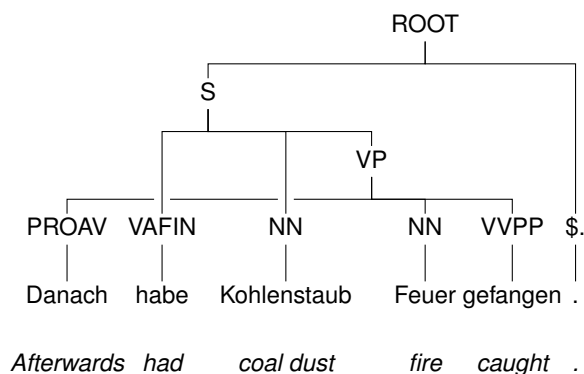 ROOT
S
VP
PROAV VAFIN NN NN VVPP $.
Danach habe Kohlenstaub Feuer gefangen .
Afterwards had coal dust fire caught .